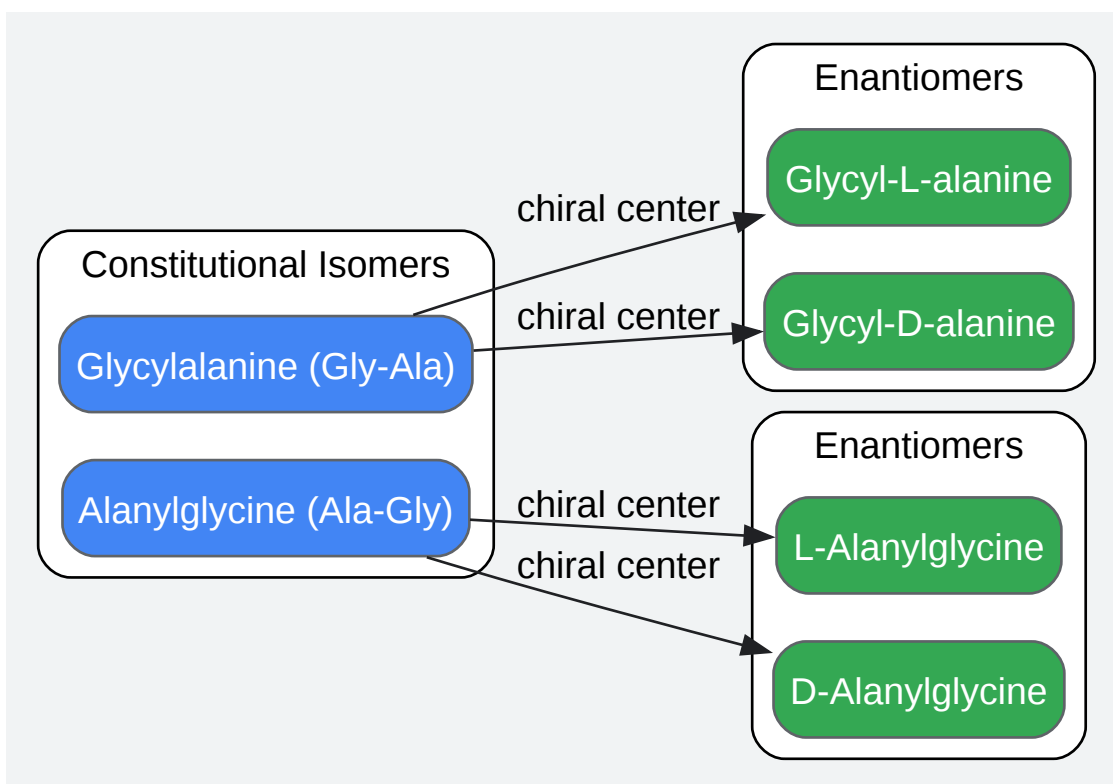 Constitutional Isomers
Glycylalanine (Gly-Ala)
Alanylglycine (Ala-Gly)
chiral center
chiral center
chiral center
chiral center
Enantiomers
Glycyl-L-alanine
Glycyl-D-alanine
Enantiomers
L-Alanylglycine
D-Alanylglycine